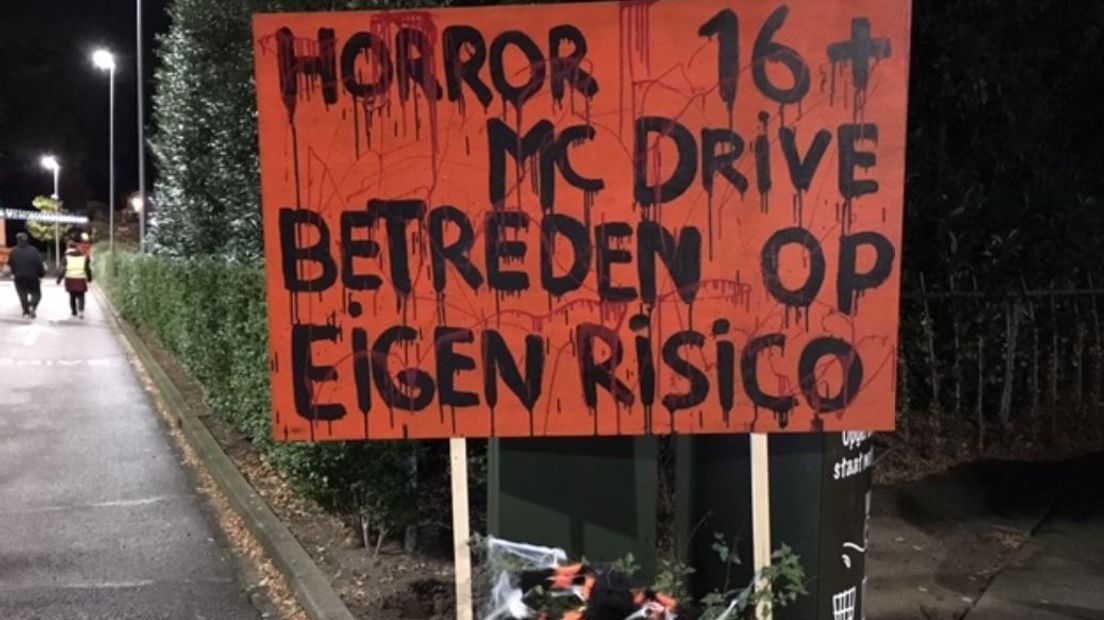 HORROR 16+
MC DRiVE
BETREDEN OP
EiGEN RiSiCO